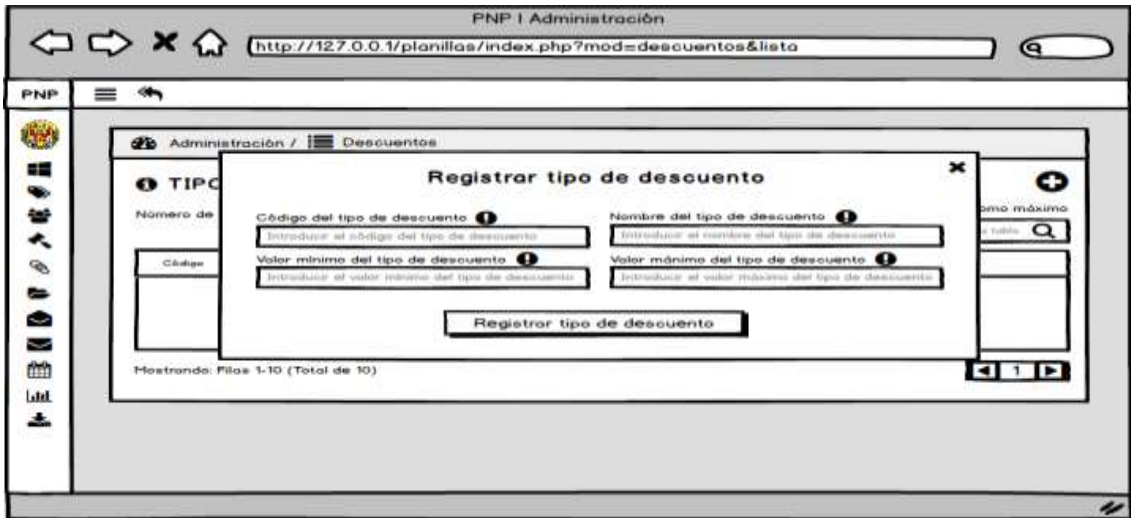 PNP | Administración
http://127.0.0.1/planillas/index.php?mod=descuentos&lista
PNP
Administración / Descuentos
Registrar tipo de descuento
TIPO
Número de
omo máximo
Código del tipo de descuento
Nombre del tipo de descuento
Introducir el código del tipo de descuento
Introducir el nombre del tipo de descuento
tabla
Código
Valor mínimo del tipo de descuento
Valor mánimo del tipo de descuento
Introducir el valor mínimo del tipo de descuento
Introducir el valor máximo del tipo de descuento
Registrar tipo de descuento
Mostrando: Filas 1-10 (Total de 10)
1